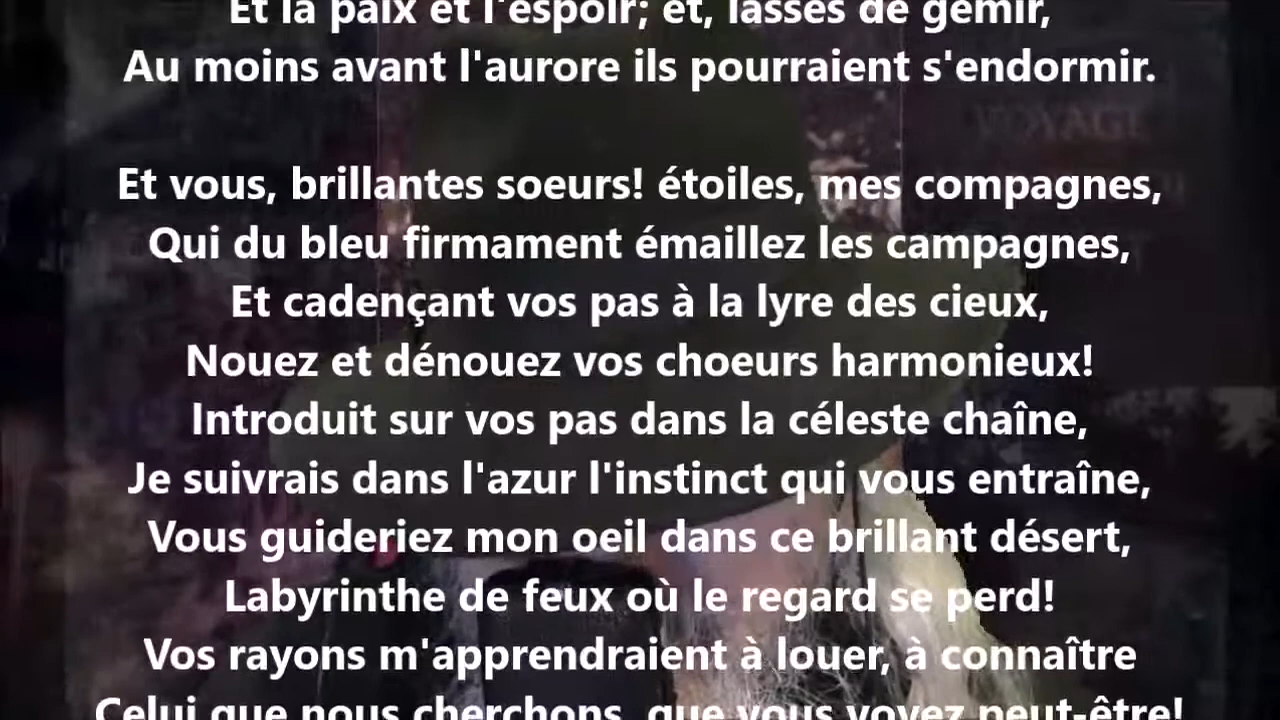 Et la paix et l'espoir; et, lassés de gémir,
Au moins avant l'aurore ils pourraient s'endormir.
VOYAGE
Et vous, brillantes soeurs! étoiles, mes compagnes,
Qui du bleu firmament émaillez les campagnes,
Et cadençant vos pas à la lyre des cieux,
Nouez et dénouez vos choeurs harmonieux!
Introduit sur vos pas dans la céleste chaîne,
Je suivrais dans l'azur l'instinct qui vous entraîne,
Vous guideriez mon oeil dans ce brillant désert,
Labyrinthe de feux où le regard se perd!
Vos rayons m'apprendraient à louer, à connaître
Celui que nous cherchons, que vous voyez peut-être!